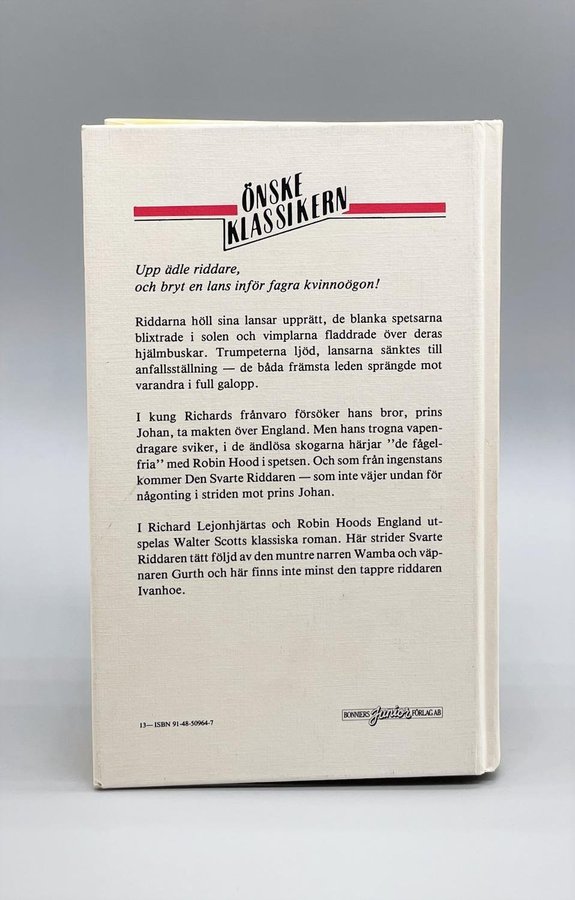 ÖNSKE
KLASSIKERN
Upp ädle riddare,
och bryt en lans inför fagra kvinnoögon!
Riddarna höll sina lansar upprätt, de blanka spetsarna
blixtrade i solen och vimplarna fladdrade över deras
hjälmbuskar. Trumpeterna ljöd, lansarna sänktes till
anfallsställning — de båda främsta leden sprängde mot
varandra i full galopp.
I kung Richards frånvaro försöker hans bror, prins
Johan, ta makten över England. Men hans trogna vapen-
dragare sviker, i de ändlösa skogarna härjar ”de fågel-
fria” med Robin Hood i spetsen. Och som från ingenstans
kommer Den Svarte Riddaren — som inte väjer undan för
någonting i striden mot prins Johan.
I Richard Lejonhjärtas och Robin Hoods England ut-
spelas Walter Scotts klassiska roman. Här strider Svarte
Riddaren tätt följd av den muntre narren Wamba och väp-
naren Gurth och här finns inte minst den tappre riddaren
Ivanhoe.
13— ISBN 91-48-50964-7
BONNIERS Junior FÖRLAG AB